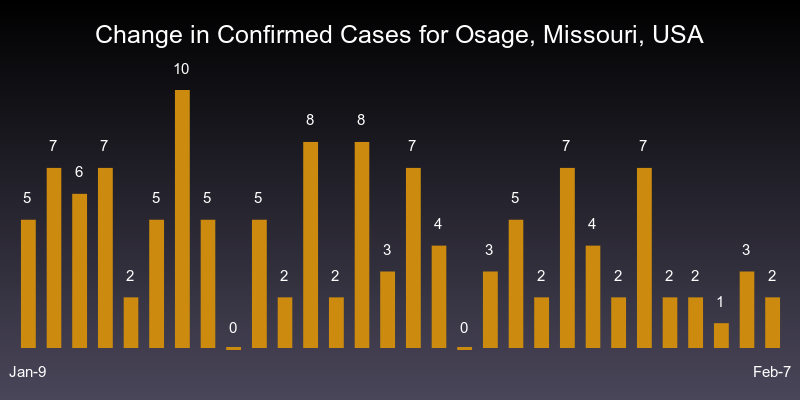 Change in Confirmed Cases for Osage, Missouri, USA
5 7 6 7 2 5 10 5 0 5 2 8 2 8 3 7 4 0 3 5 2 7 4 2 7 2 2 1 3 2
Jan-9 Feb-7